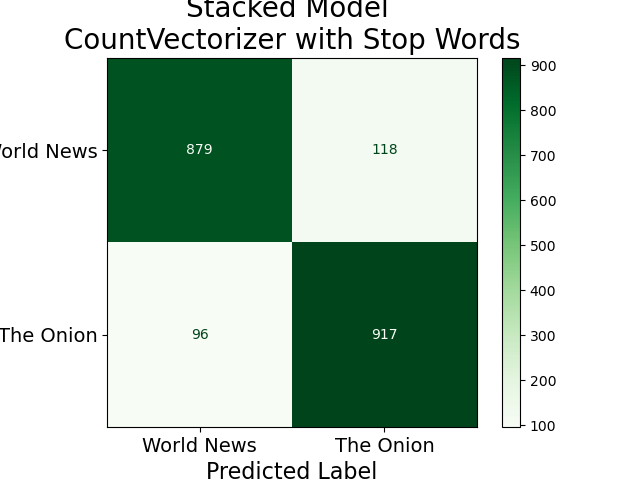 Stacked Model
CountVectorizer with Stop Words
World News
879
118
The Onion
96
917
World News
The Onion
Predicted Label
900
800
700
600
500
400
300
200
100